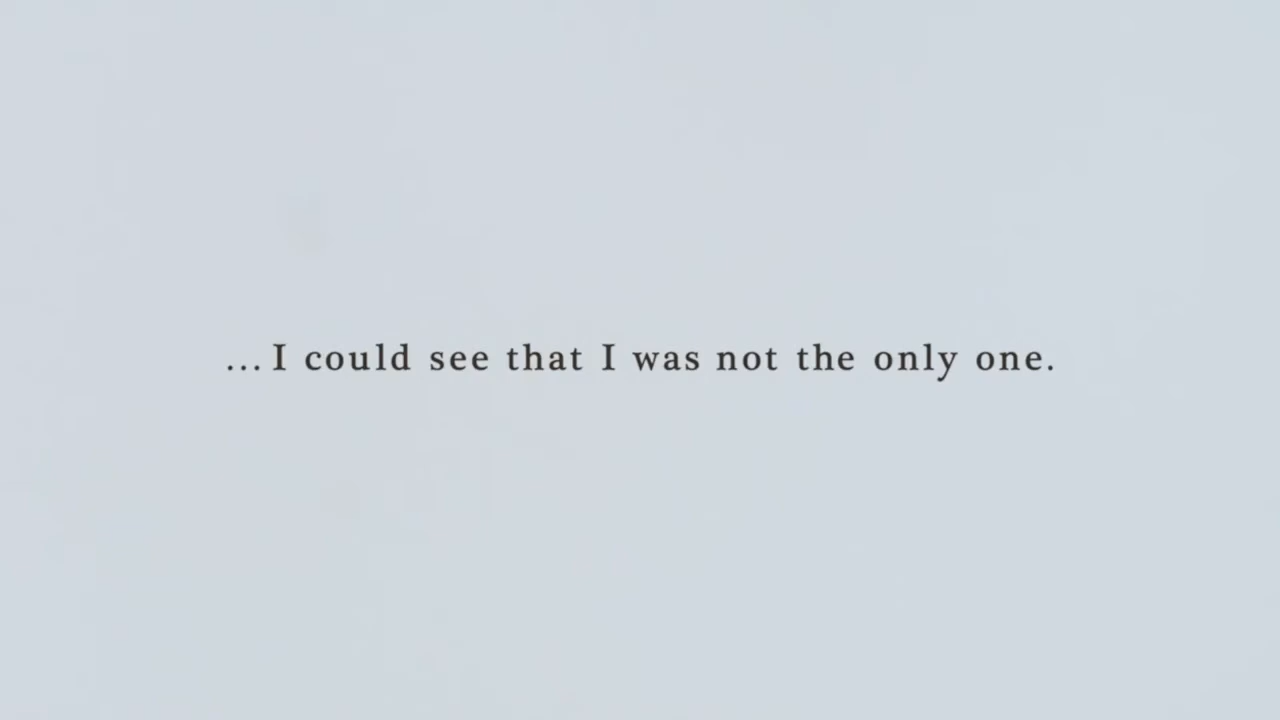 ...I could see that I was not the only one.